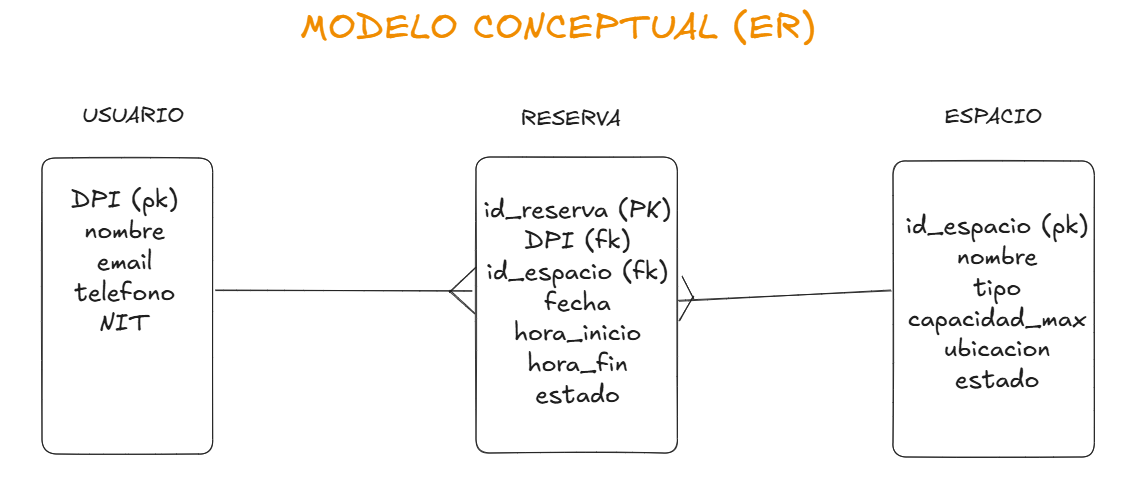 MODELO CONCEPTUAL (ER)
USUARIO
DPI (pk)
nombre
email
telefono
NIT
RESERVA
id_reserva (PK)
DPI (fk)
id_espacio (fk)
fecha
hora_inicio
hora_fin
estado
ESPACIO
id_espacio (pk)
nombre
tipo
capacidad_max
ubicacion
estado